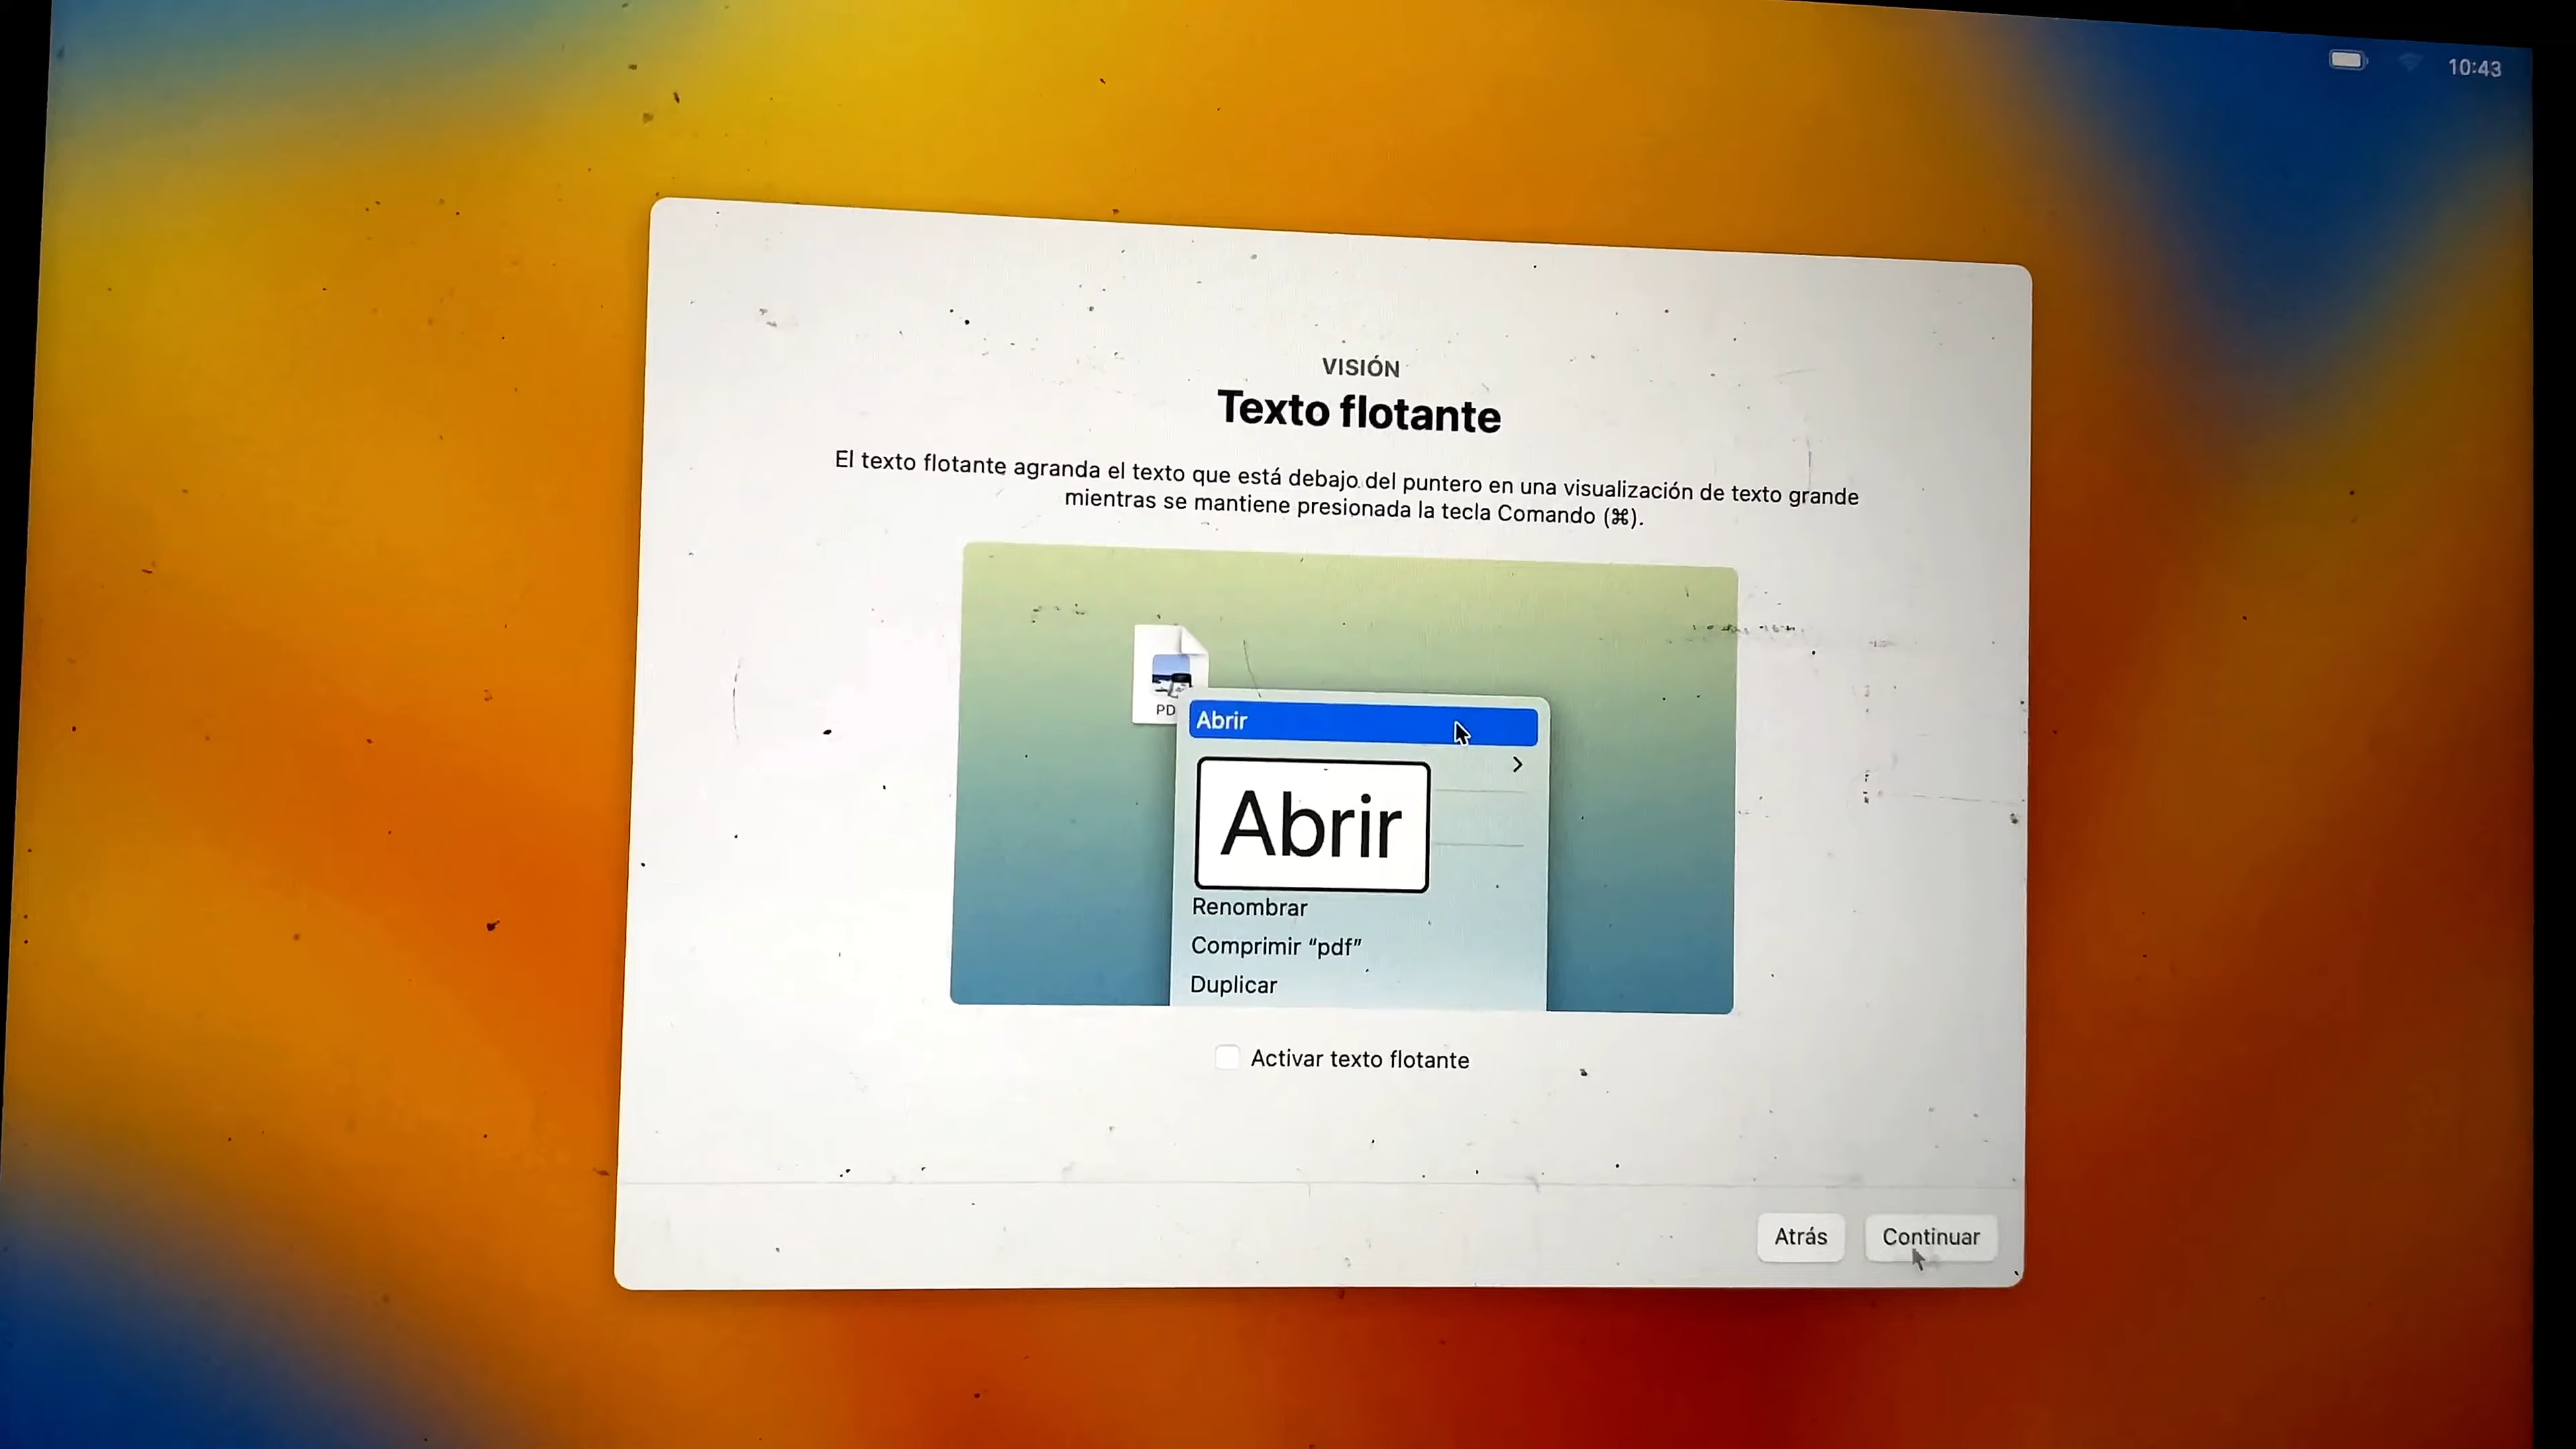 10:43
VISIÓN
Texto flotante
El texto flotante agranda el texto que está debajo del puntero en una visualización de texto grande
mientras se mantiene presionada la tecla Comando (⌘).
PD
Abrir
Abrir
Renombrar
Comprimir “pdf”
Duplicar
Activar texto flotante
Atrás
Continuar